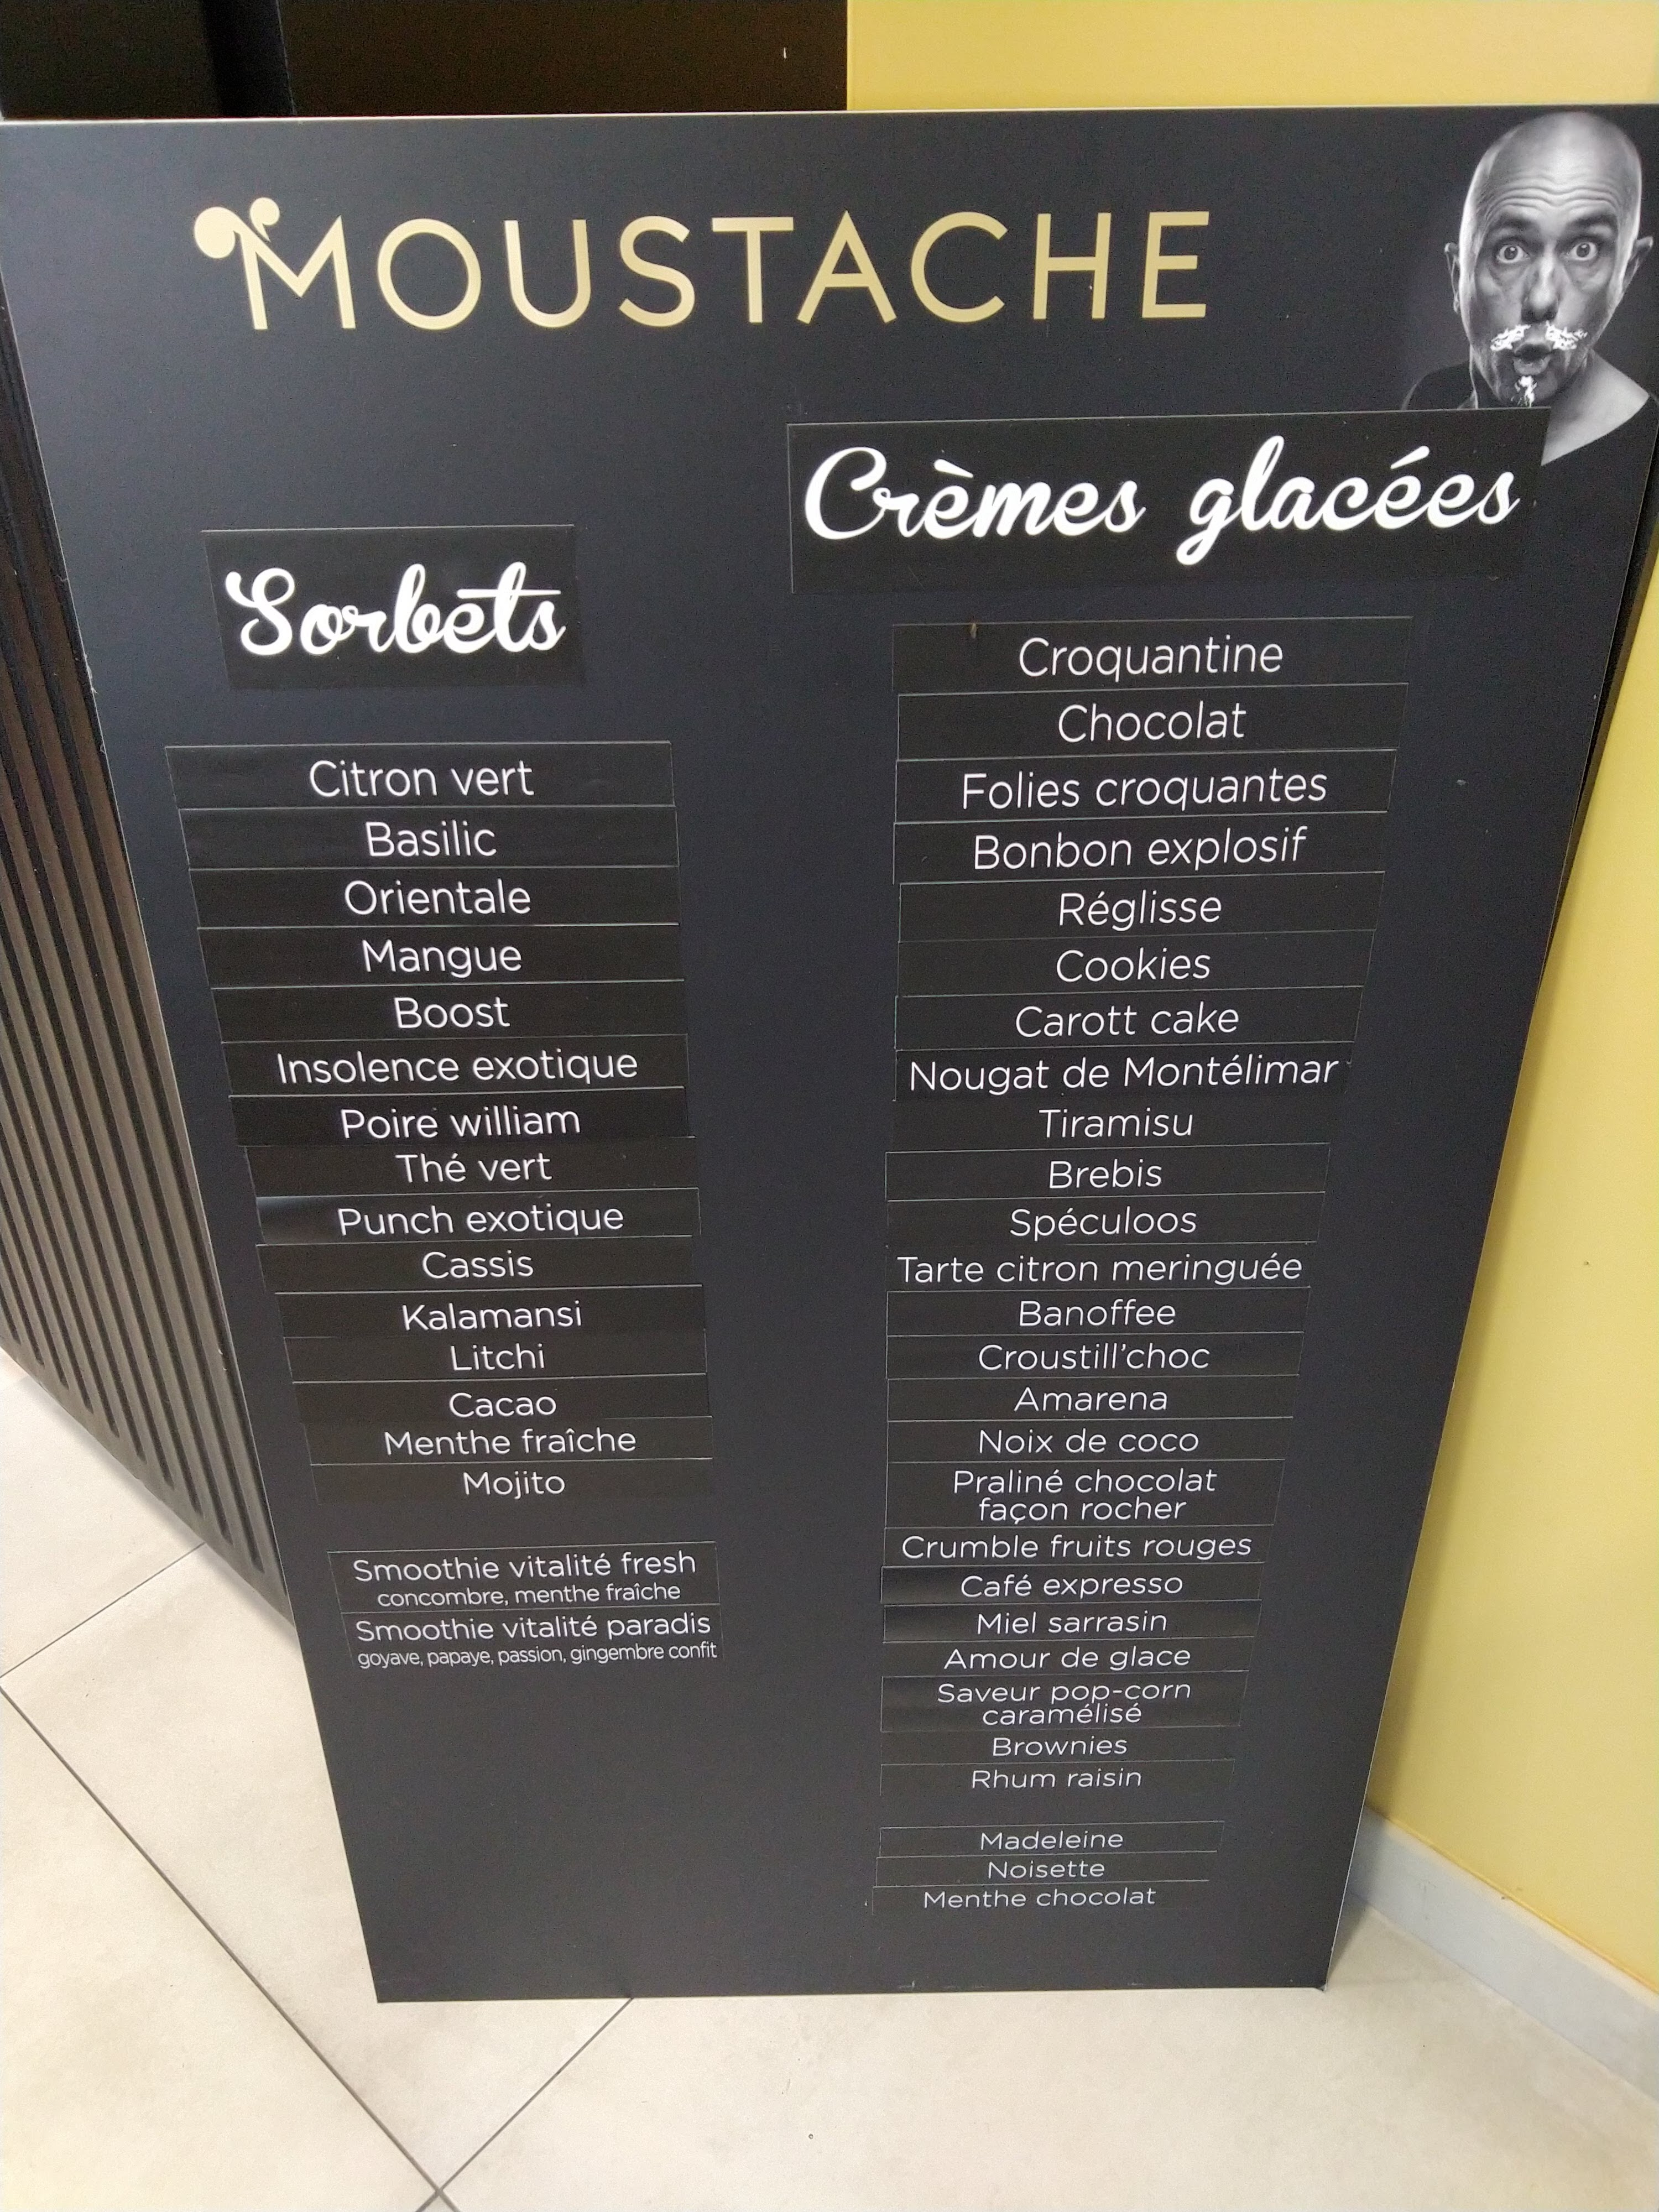 MOUSTACHE
Sorbets
Citron vert
Basilic
Orientale
Mangue
Boost
Insolence exotique
Poire william
Thé vert
Punch exotique
Cassis
Kalamansi
Litchi
Cacao
Menthe fraîche
Mojito
Smoothie vitalité fresh
concombre, menthe fraîche
Smoothie vitalité paradis
goyave, papaye, passion, gingembre confit
Crèmes glacées
Croquantine
Chocolat
Folies croquantes
Bonbon explosif
Réglisse
Cookies
Carott cake
Nougat de Montélimar
Tiramisu
Brebis
Spéculoos
Tarte citron meringuée
Banoffee
Croustill'choc
Amarena
Noix de coco
Praliné chocolat
façon rocher
Crumble fruits rouges
Café expresso
Miel sarrasin
Amour de glace
Saveur pop-corn
caramélisé
Brownies
Rhum raisin
Madeleine
Noisette
Menthe chocolat